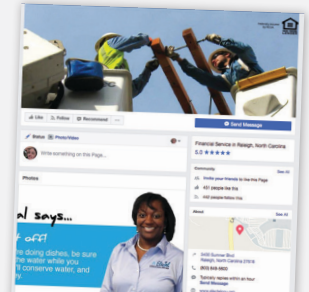 Like Follow Recommend ...
Send Message
Status Photo/Video
Write something on this Page...
Financial Service in Raleigh, North Carolina
5.0 ★★★★★
Community See All
Invite your friends to like this Page
451 people like this
people follow this
About See All
Raleigh, North Carolina
Typically replies within an hour
Send Message
Photos
al says...
off!
e doing dishes, be sure
the water while you
ll conserve water, and